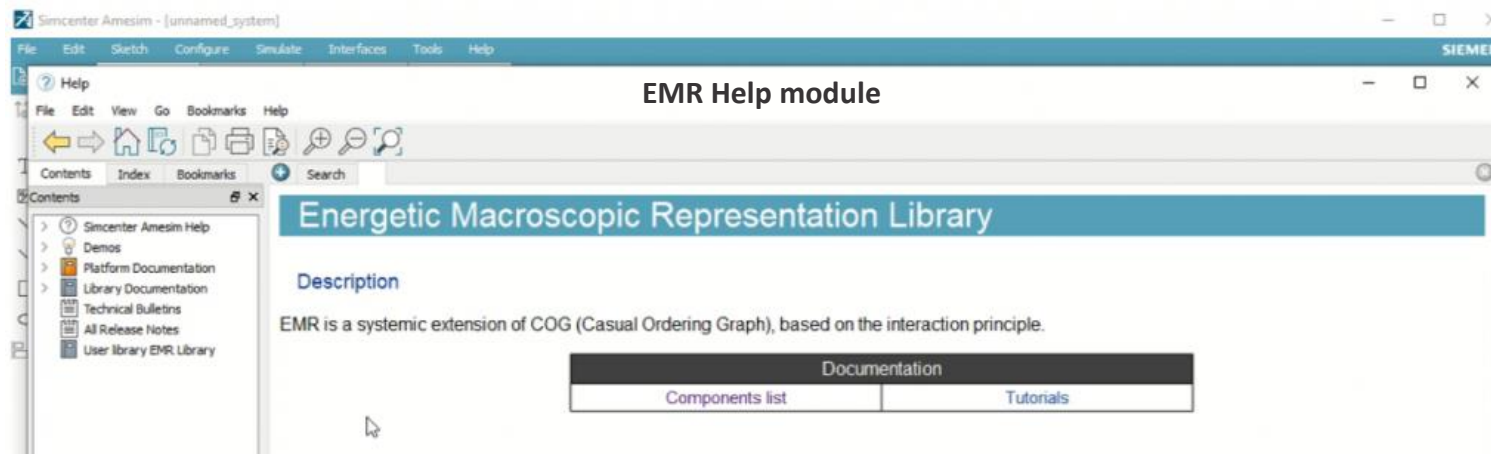 Simcenter Amesim - [unnamed_system]
File Edit Sketch Configure Simulate Interfaces Tools Help
SIEME
Help
EMR Help module
File Edit View Go Bookmarks Help
Contents Index Bookmarks Search
Contents
Simcenter Amesim Help
Demos
Platform Documentation
Library Documentation
Technical Bulletins
All Release Notes
User library EMR Library
Energetic Macroscopic Representation Library
Description
EMR is a systemic extension of COG (Casual Ordering Graph), based on the interaction principle.
Documentation
Components list Tutorials